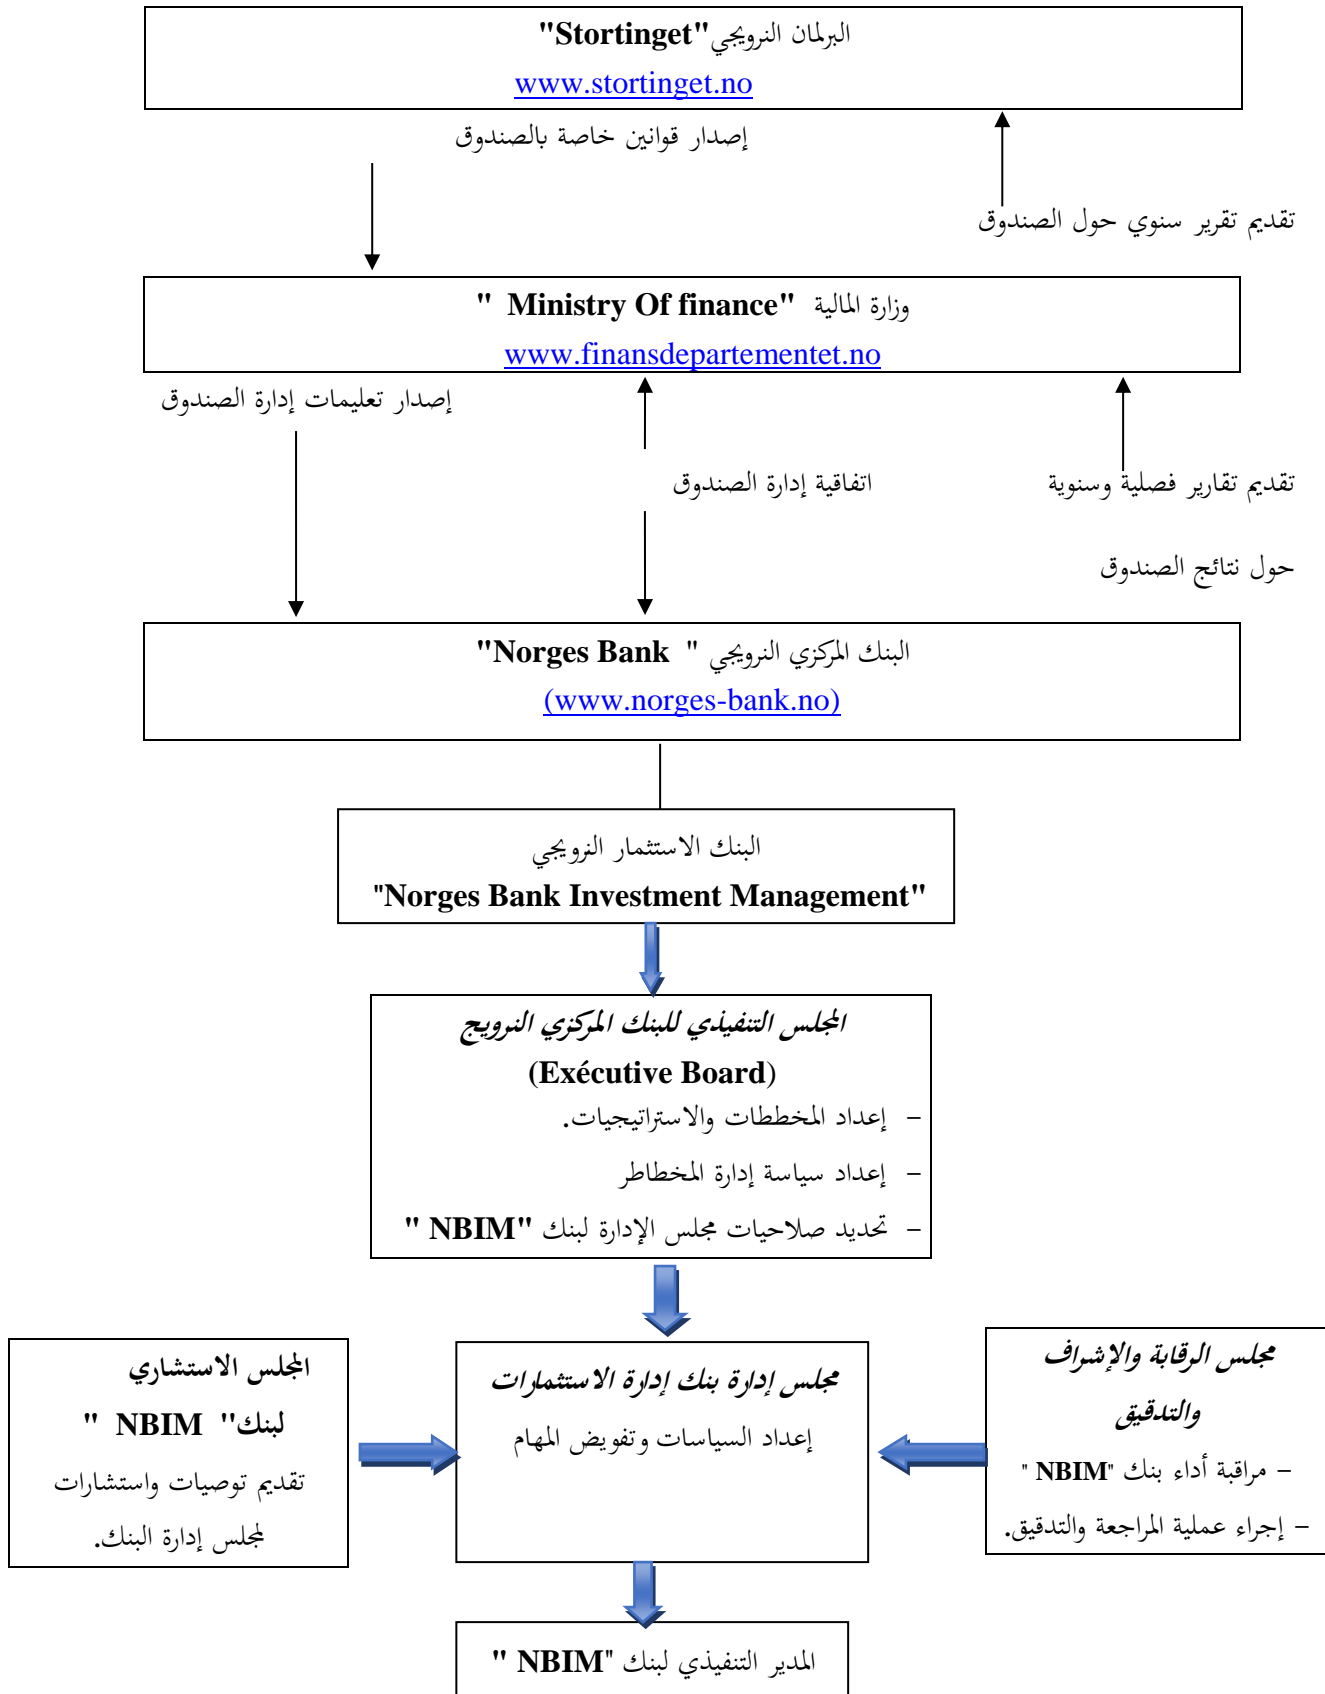 البرلمان النرويجي"Stortinget"
www.stortinget.no
إصدار قوانين خاصة بالصندوق
تقديم تقرير سنوي حول الصندوق
وزارة المالية "Ministry Of finance "
www.finansdepartementet.no
إصدار تعليمات إدارة الصندوق
تقديم تقارير فصلية وسنوية
اتفاقية إدارة الصندوق
حول نتائج الصندوق
البنك المركزي النرويجي " Norges Bank"
(www.norges-bank.no)
البنك الاستثمار النرويجي
"Norges Bank Investment Management"
المجلس التنفيذي للبنك المركزي النرويج
(Exécutive Board)
– إعداد المخططات والاستراتيجيات.
– إعداد سياسة إدارة المخطاطر
– تحديد صلاحيات مجلس الإدارة لبنك "NBIM "
مجلس الرقابة والإشراف
والتدقيق
– مراقبة أداء بنك "NBIM "
– إجراء عملية المراجعة والتدقيق.
مجلس إدارة بنك إدارة الاستثمارات
إعداد السياسات وتفويض المهام
المجلس الاستشاري
لبنك" NBIM "
تقديم توصيات واستشارات
لمجلس إدارة البنك.
المدير التنفيذي لبنك "NBIM "